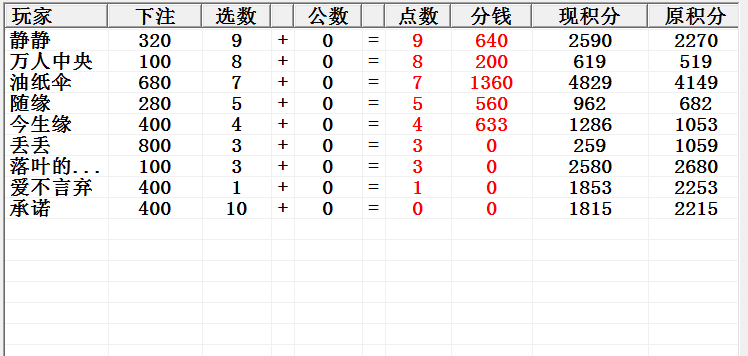 玩家 下注 选数 公数 点数 分钱 现积分 原积分
静静 320 9 + 0 = 9 640 2590 2270
万人中央 100 8 + 0 = 8 200 619 519
油纸伞 680 7 + 0 = 7 1360 4829 4149
随缘 280 5 + 0 = 5 560 962 682
今生缘 400 4 + 0 = 4 633 1286 1053
丢丢 800 3 + 0 = 3 0 259 1059
落叶的... 100 3 + 0 = 3 0 2580 2680
爱不言弃 400 1 + 0 = 1 0 1853 2253
承诺 400 10 + 0 = 0 0 1815 2215